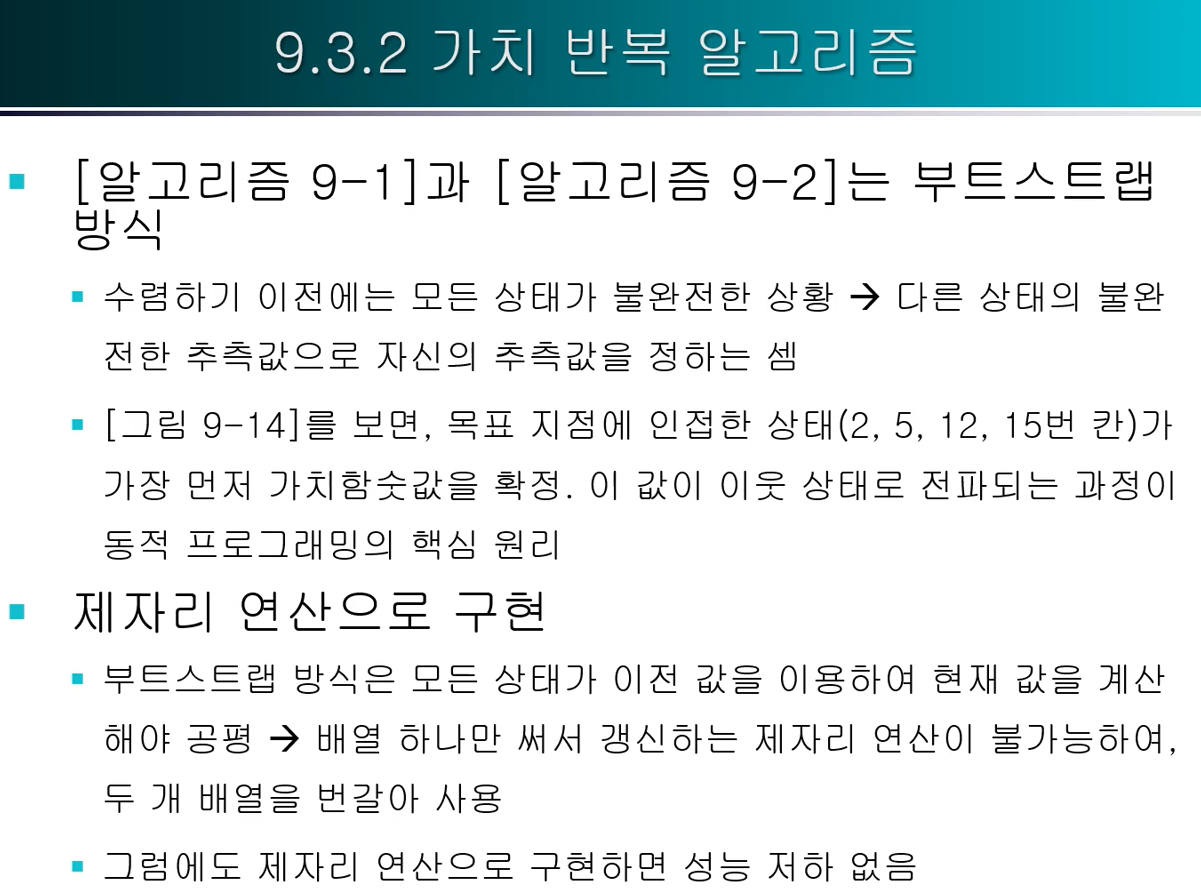 9.3.2 가치 반복 알고리즘
[알고리즘 9-1]과 [알고리즘 9-2]는 부트스트랩
방식
수렴하기 이전에는 모든 상태가 불완전한 상황 → 다른 상태의 불완
전한 추측값으로 자신의 추측값을 정하는 셈
[그림 9-14]를 보면, 목표 지점에 인접한 상태(2, 5, 12, 15번 칸)가
가장 먼저 가치함숫값을 확정. 이 값이 이웃 상태로 전파되는 과정이
동적 프로그래밍의 핵심 원리
제자리 연산으로 구현
부트스트랩 방식은 모든 상태가 이전 값을 이용하여 현재 값을 계산
해야 공평 → 배열 하나만 써서 갱신하는 제자리 연산이 불가능하여,
두 개 배열을 번갈아 사용
그럼에도 제자리 연산으로 구현하면 성능 저하 없음